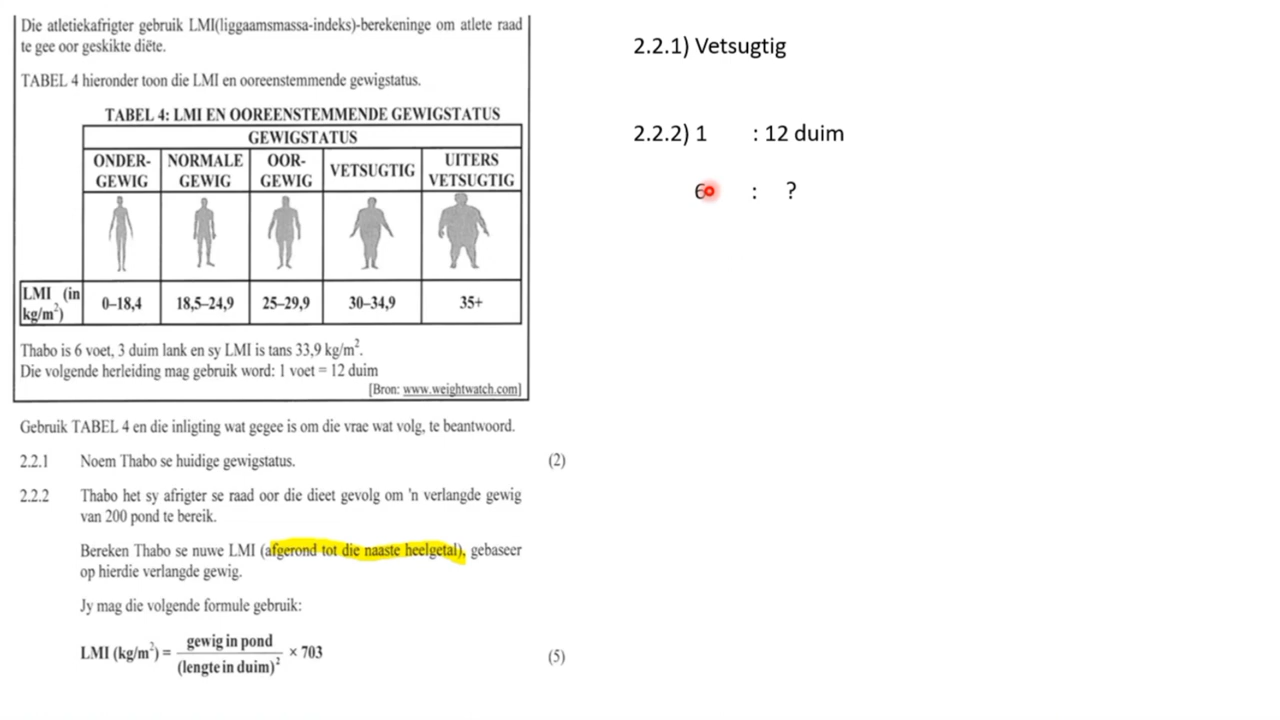 Die atletiekafrigter gebruik LMI(liggaamsmassa-indeks)-berekeninge om atlete raad
te gee oor geskikte diëte.
TABEL 4 hieronder toon die LMI en ooreenstemmende gewigstatus.
TABEL 4: LMI EN OOREENSTEMMENDE GEWIGSTATUS
GEWIGSTATUS
ONDER-GEWIG NORMALE GEWIG OOR-GEWIG VETSUGTIG UITERS VETSUGTIG
LMI (in kg/m²) 0–18,4 18,5–24,9 25–29,9 30–34,9 35+
Thabo is 6 voet, 3 duim lank en sy LMI is tans 33,9 kg/m².
Die volgende herleiding mag gebruik word: 1 voet = 12 duim
[Bron: www.weightwatch.com]
Gebruik TABEL 4 en die inligting wat gegee is om die vrae wat volg, te beantwoord.
2.2.1 Noem Thabo se huidige gewigstatus. (2)
2.2.2 Thabo het sy afrigter se raad oor die dieet gevolg om 'n verlangde gewig
van 200 pond te bereik.
Bereken Thabo se nuwe LMI (afgerond tot die naaste heelgetal), gebaseer
op hierdie verlangde gewig.
Jy mag die volgende formule gebruik:
LMI (kg/m²) = gewig in pond / (lengte in duim)² × 703 (5)
2.2.1) Vetsugtig
2.2.2) 1 : 12 duim
6 : ?